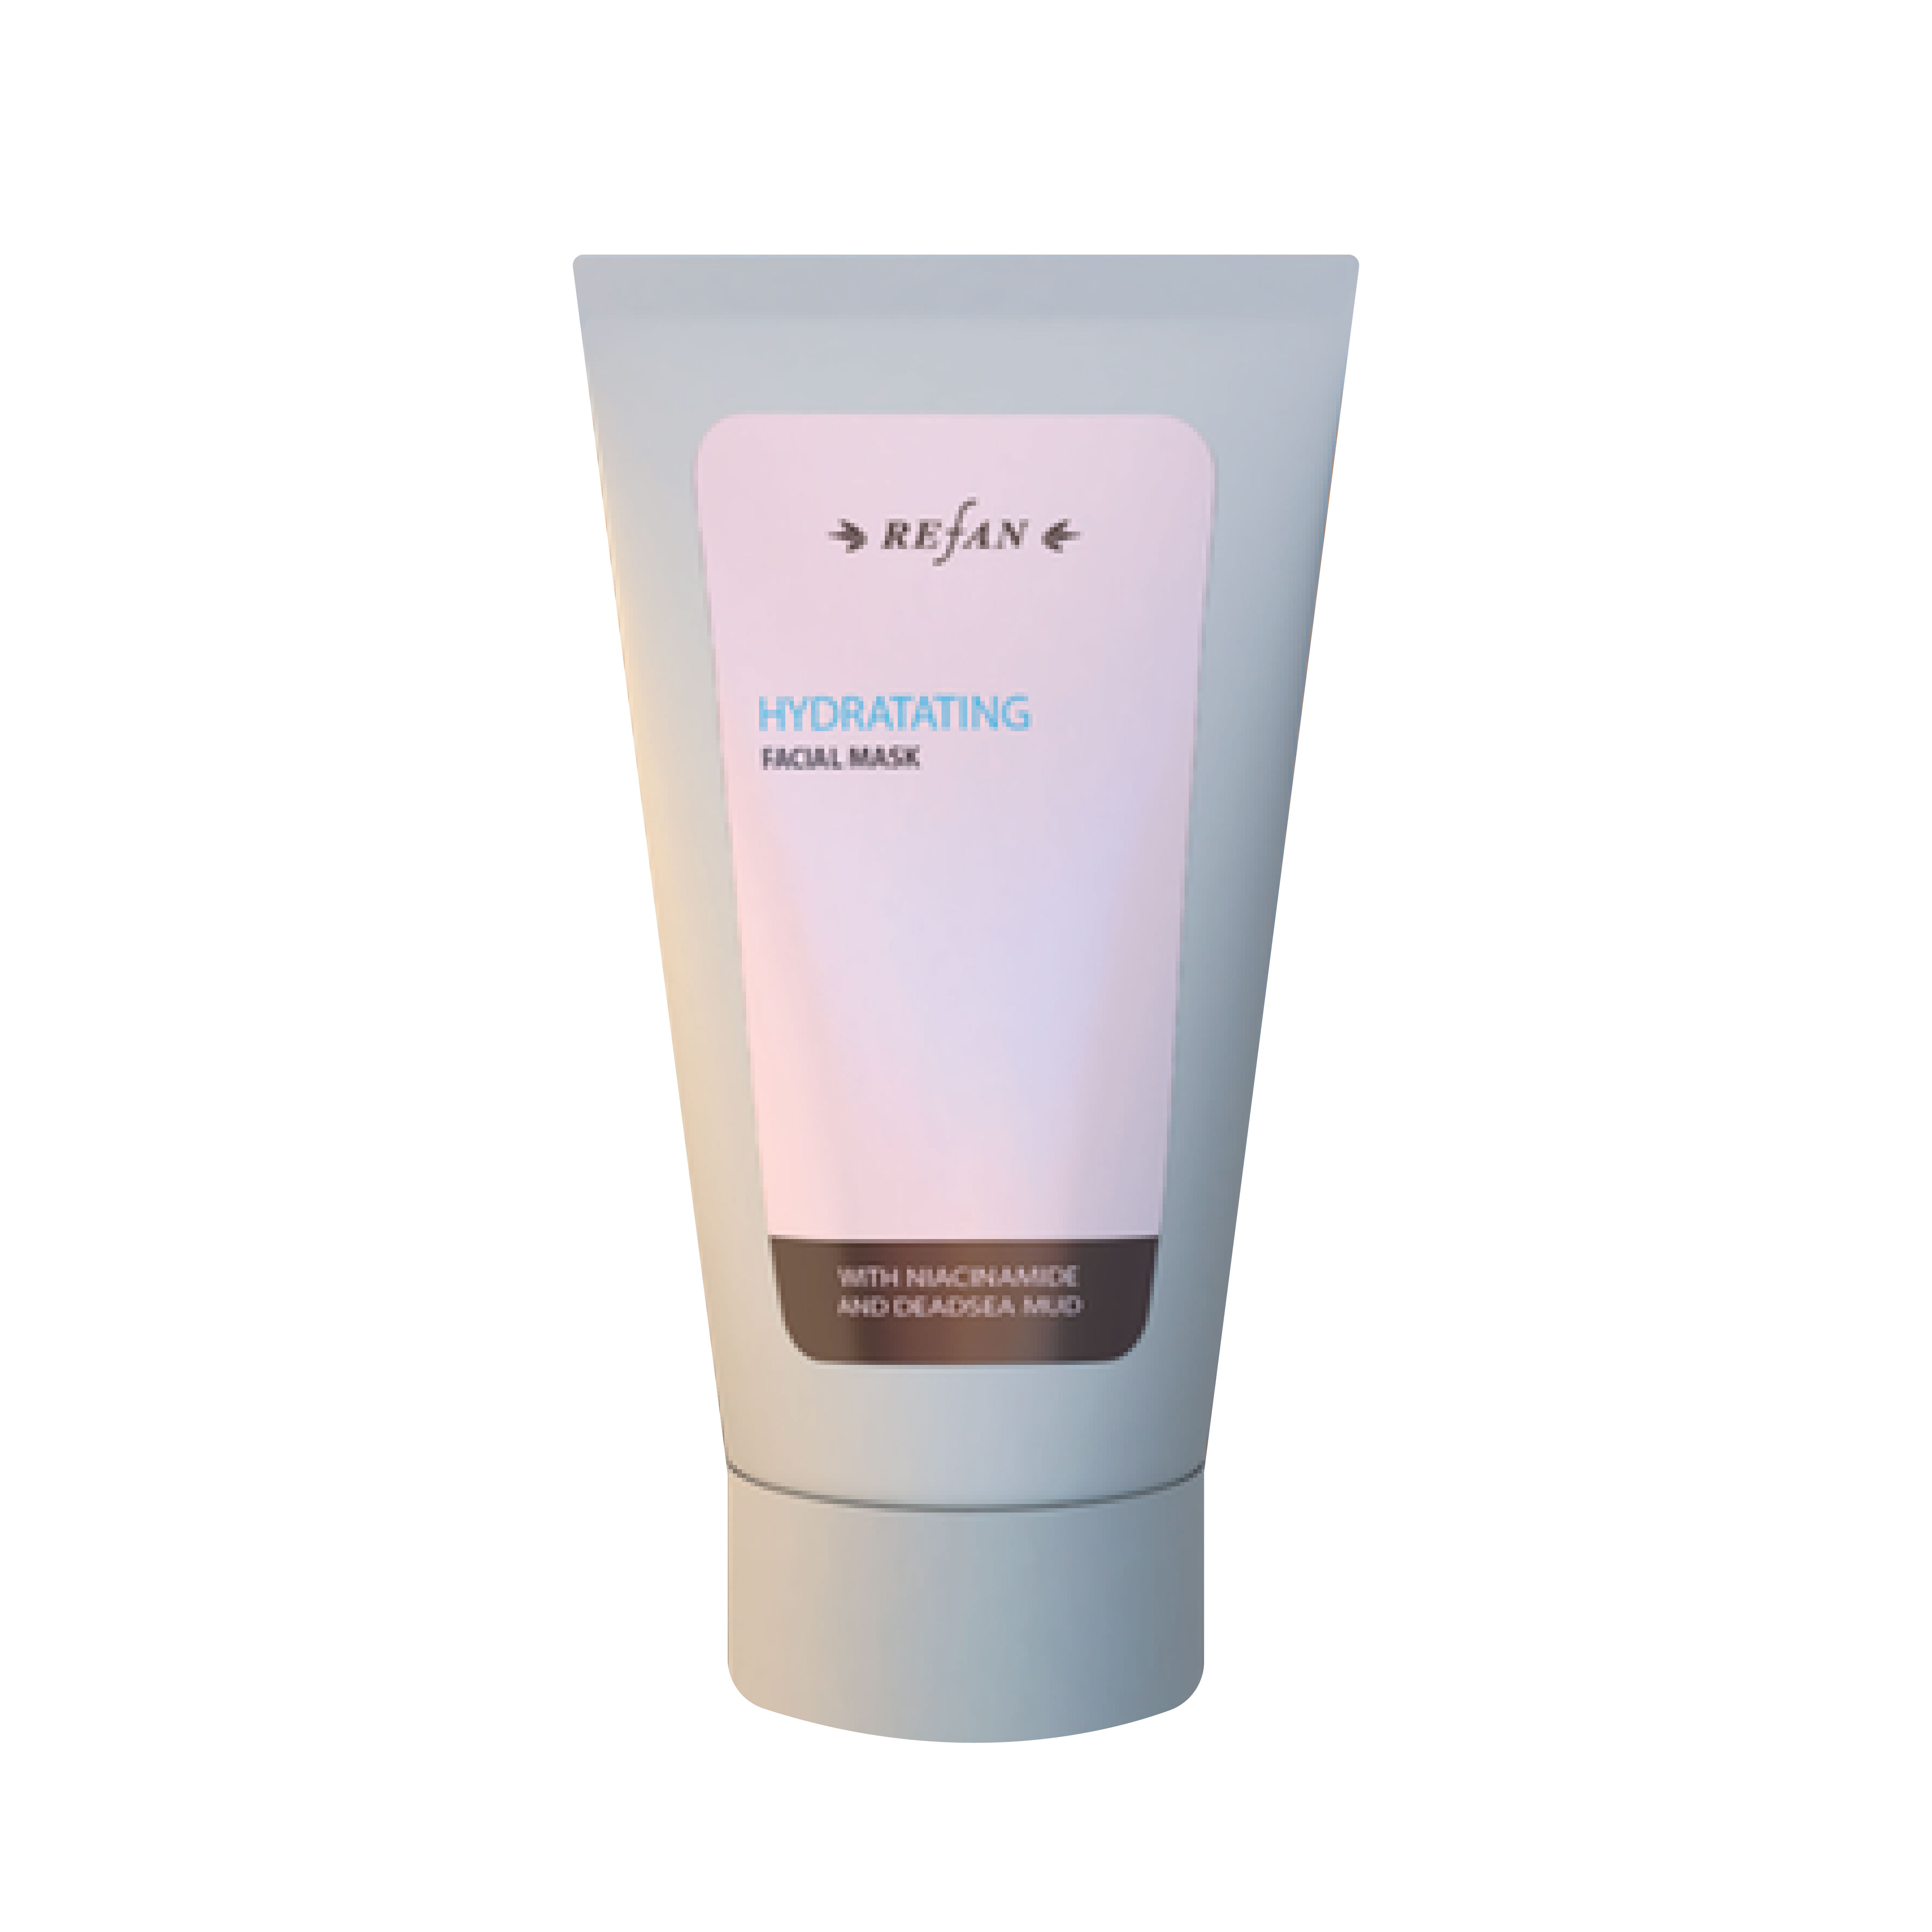 REfAN
HYDRATATING
FACIAL MASK
WITH NIACINAMIDE
AND DEADSEA MUD